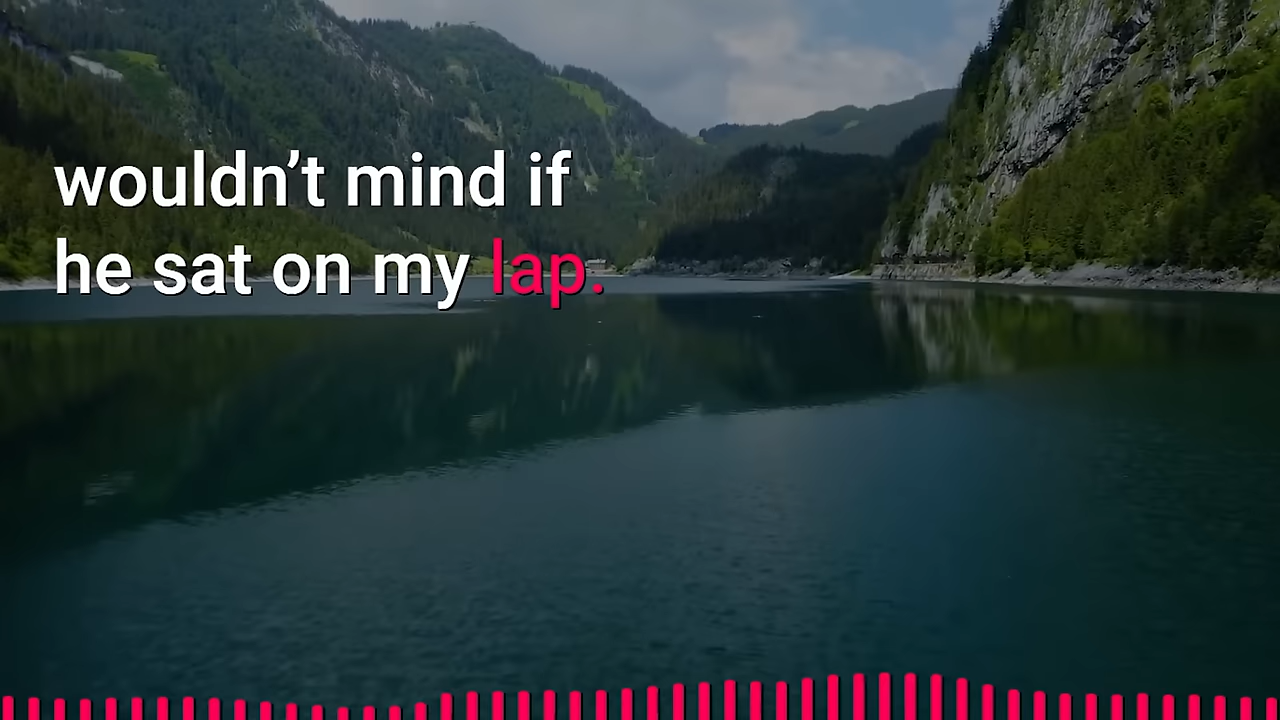 wouldn’t mind if
he sat on my lap.